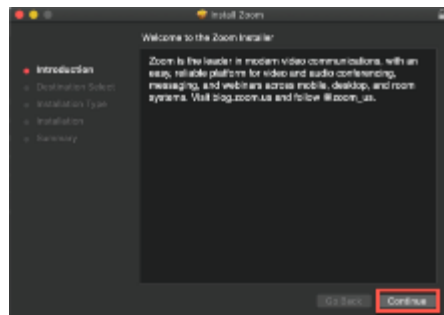 Install Zoom
Welcome to the Zoom Installer
Introduction
Destination Select
Installation Type
Installation
Summary
Zoom is the leader in modern video communications, with an
easy, reliable platform for video and audio conferencing,
messaging, and webinars across mobile, desktop, and room
systems. Visit blog.zoom.us and follow @zoom_us.
Go Back
Continue